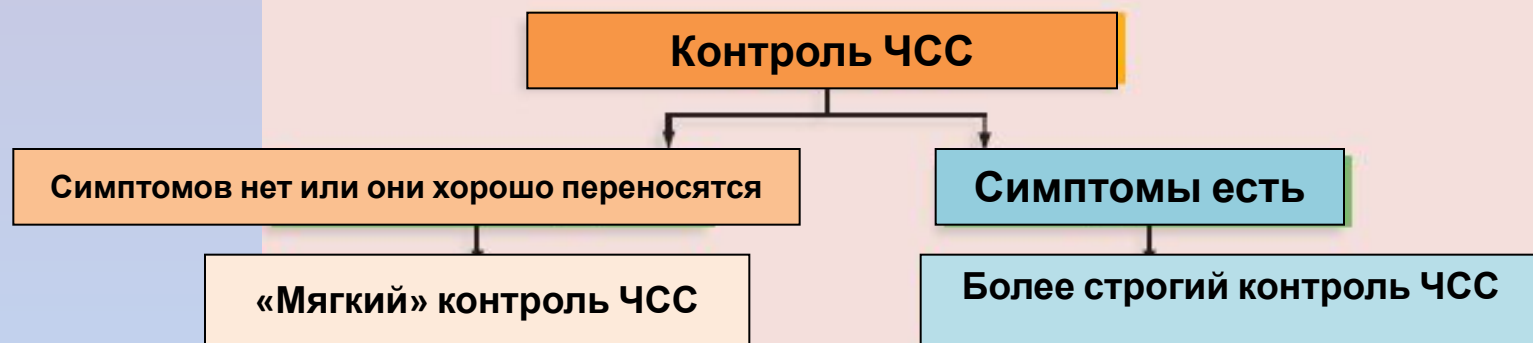 Контроль ЧСС
Симптомов нет или они хорошо переносятся
Симптомы есть
«Мягкий» контроль ЧСС
Более строгий контроль ЧСС